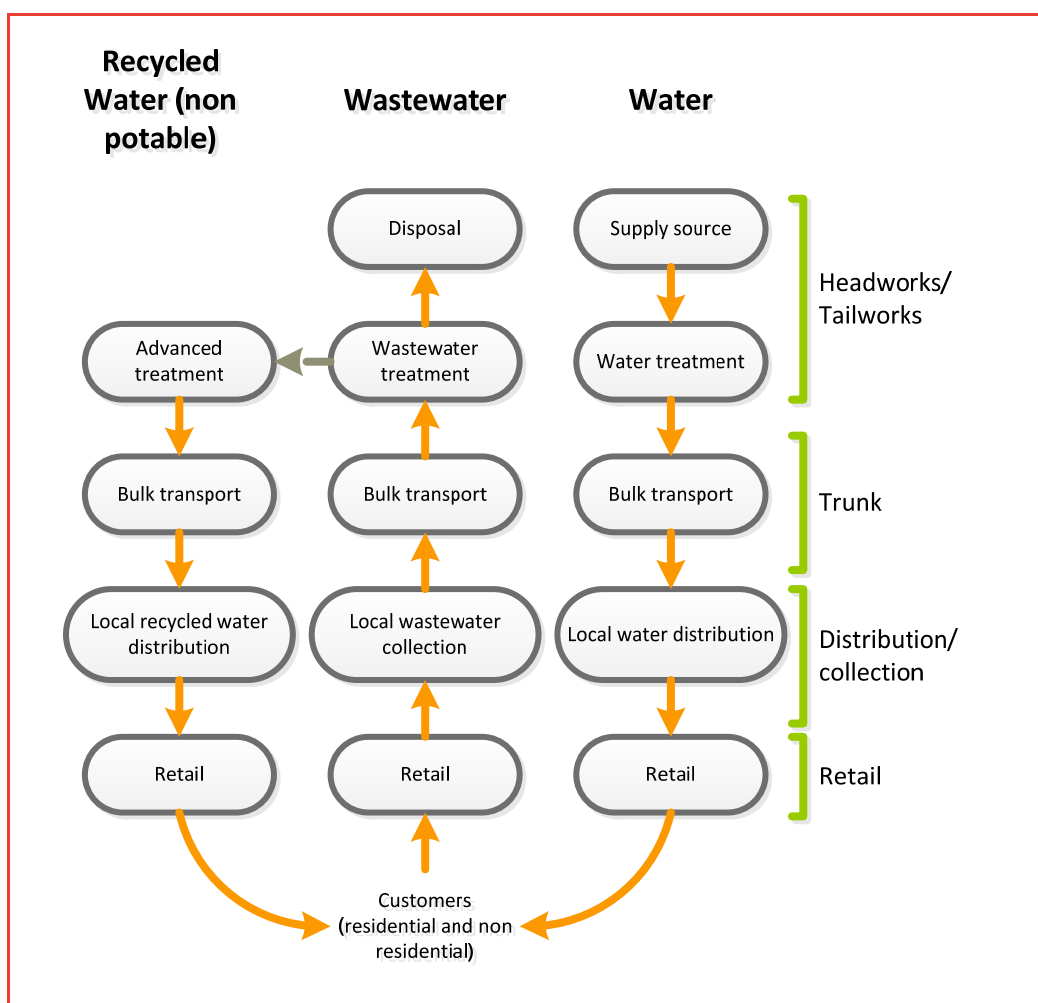 Recycled
Water (non
potable)
Wastewater
Water
Disposal
Supply source
Headworks/
Tailworks
Advanced
treatment
Wastewater
treatment
Water treatment
Bulk transport
Bulk transport
Bulk transport
Trunk
Local recycled water
distribution
Local wastewater
collection
Local water distribution
Distribution/
collection
Retail
Retail
Retail
Retail
Customers
(residential and non
residential)